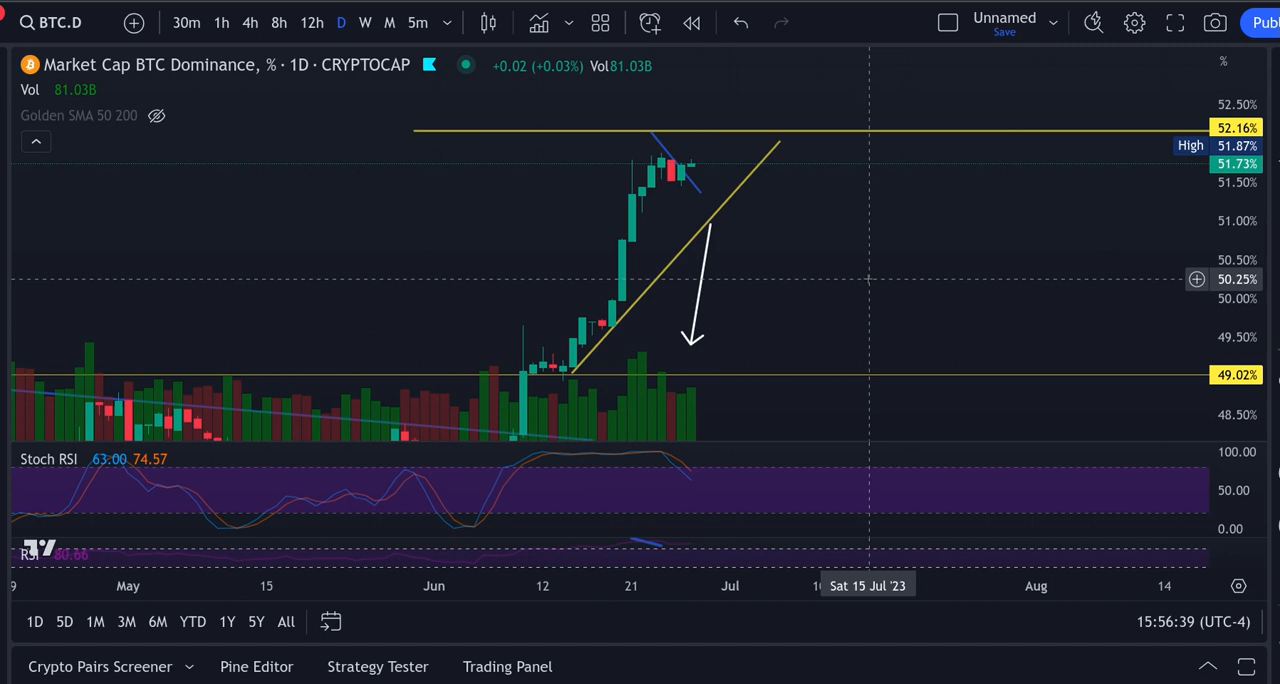 BTC.D 30m 1h 4h 8h 12h D W M 5m Unnamed Save Publ
Market Cap BTC Dominance, % · 1D · CRYPTOCAP +0.02 (+0.03%) Vol81.03B %
Vol 81.03B
Golden SMA 50 200
52.50%
52.16%
High 51.87%
51.73%
51.50%
51.00%
50.50%
50.25%
50.00%
49.50%
49.02%
48.50%
Stoch RSI 63.00 74.57 100.00
50.00
0.00
RSI 80.66
9 May 15 Jun 12 21 Jul Sat 15 Jul '23 Aug 14
1D 5D 1M 3M 6M YTD 1Y 5Y All 15:56:39 (UTC-4)
Crypto Pairs Screener Pine Editor Strategy Tester Trading Panel